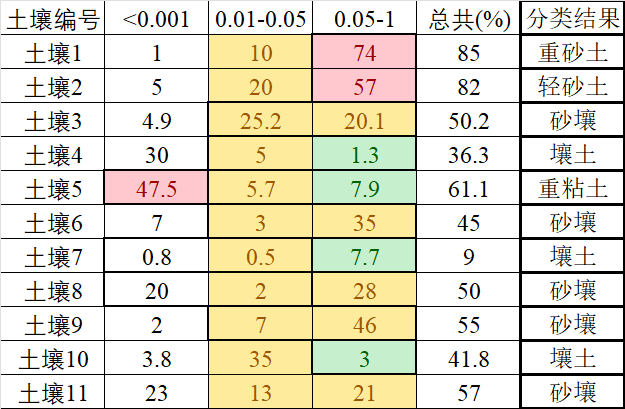 土壤编号 <0.001 0.01-0.05 0.05-1 总共(%) 分类结果
土壤1 1 10 74 85 重砂土
土壤2 5 20 57 82 轻砂土
土壤3 4.9 25.2 20.1 50.2 砂壤
土壤4 30 5 1.3 36.3 壤土
土壤5 47.5 5.7 7.9 61.1 重粘土
土壤6 7 3 35 45 砂壤
土壤7 0.8 0.5 7.7 9 壤土
土壤8 20 2 28 50 砂壤
土壤9 2 7 46 55 砂壤
土壤10 3.8 35 3 41.8 壤土
土壤11 23 13 21 57 砂壤